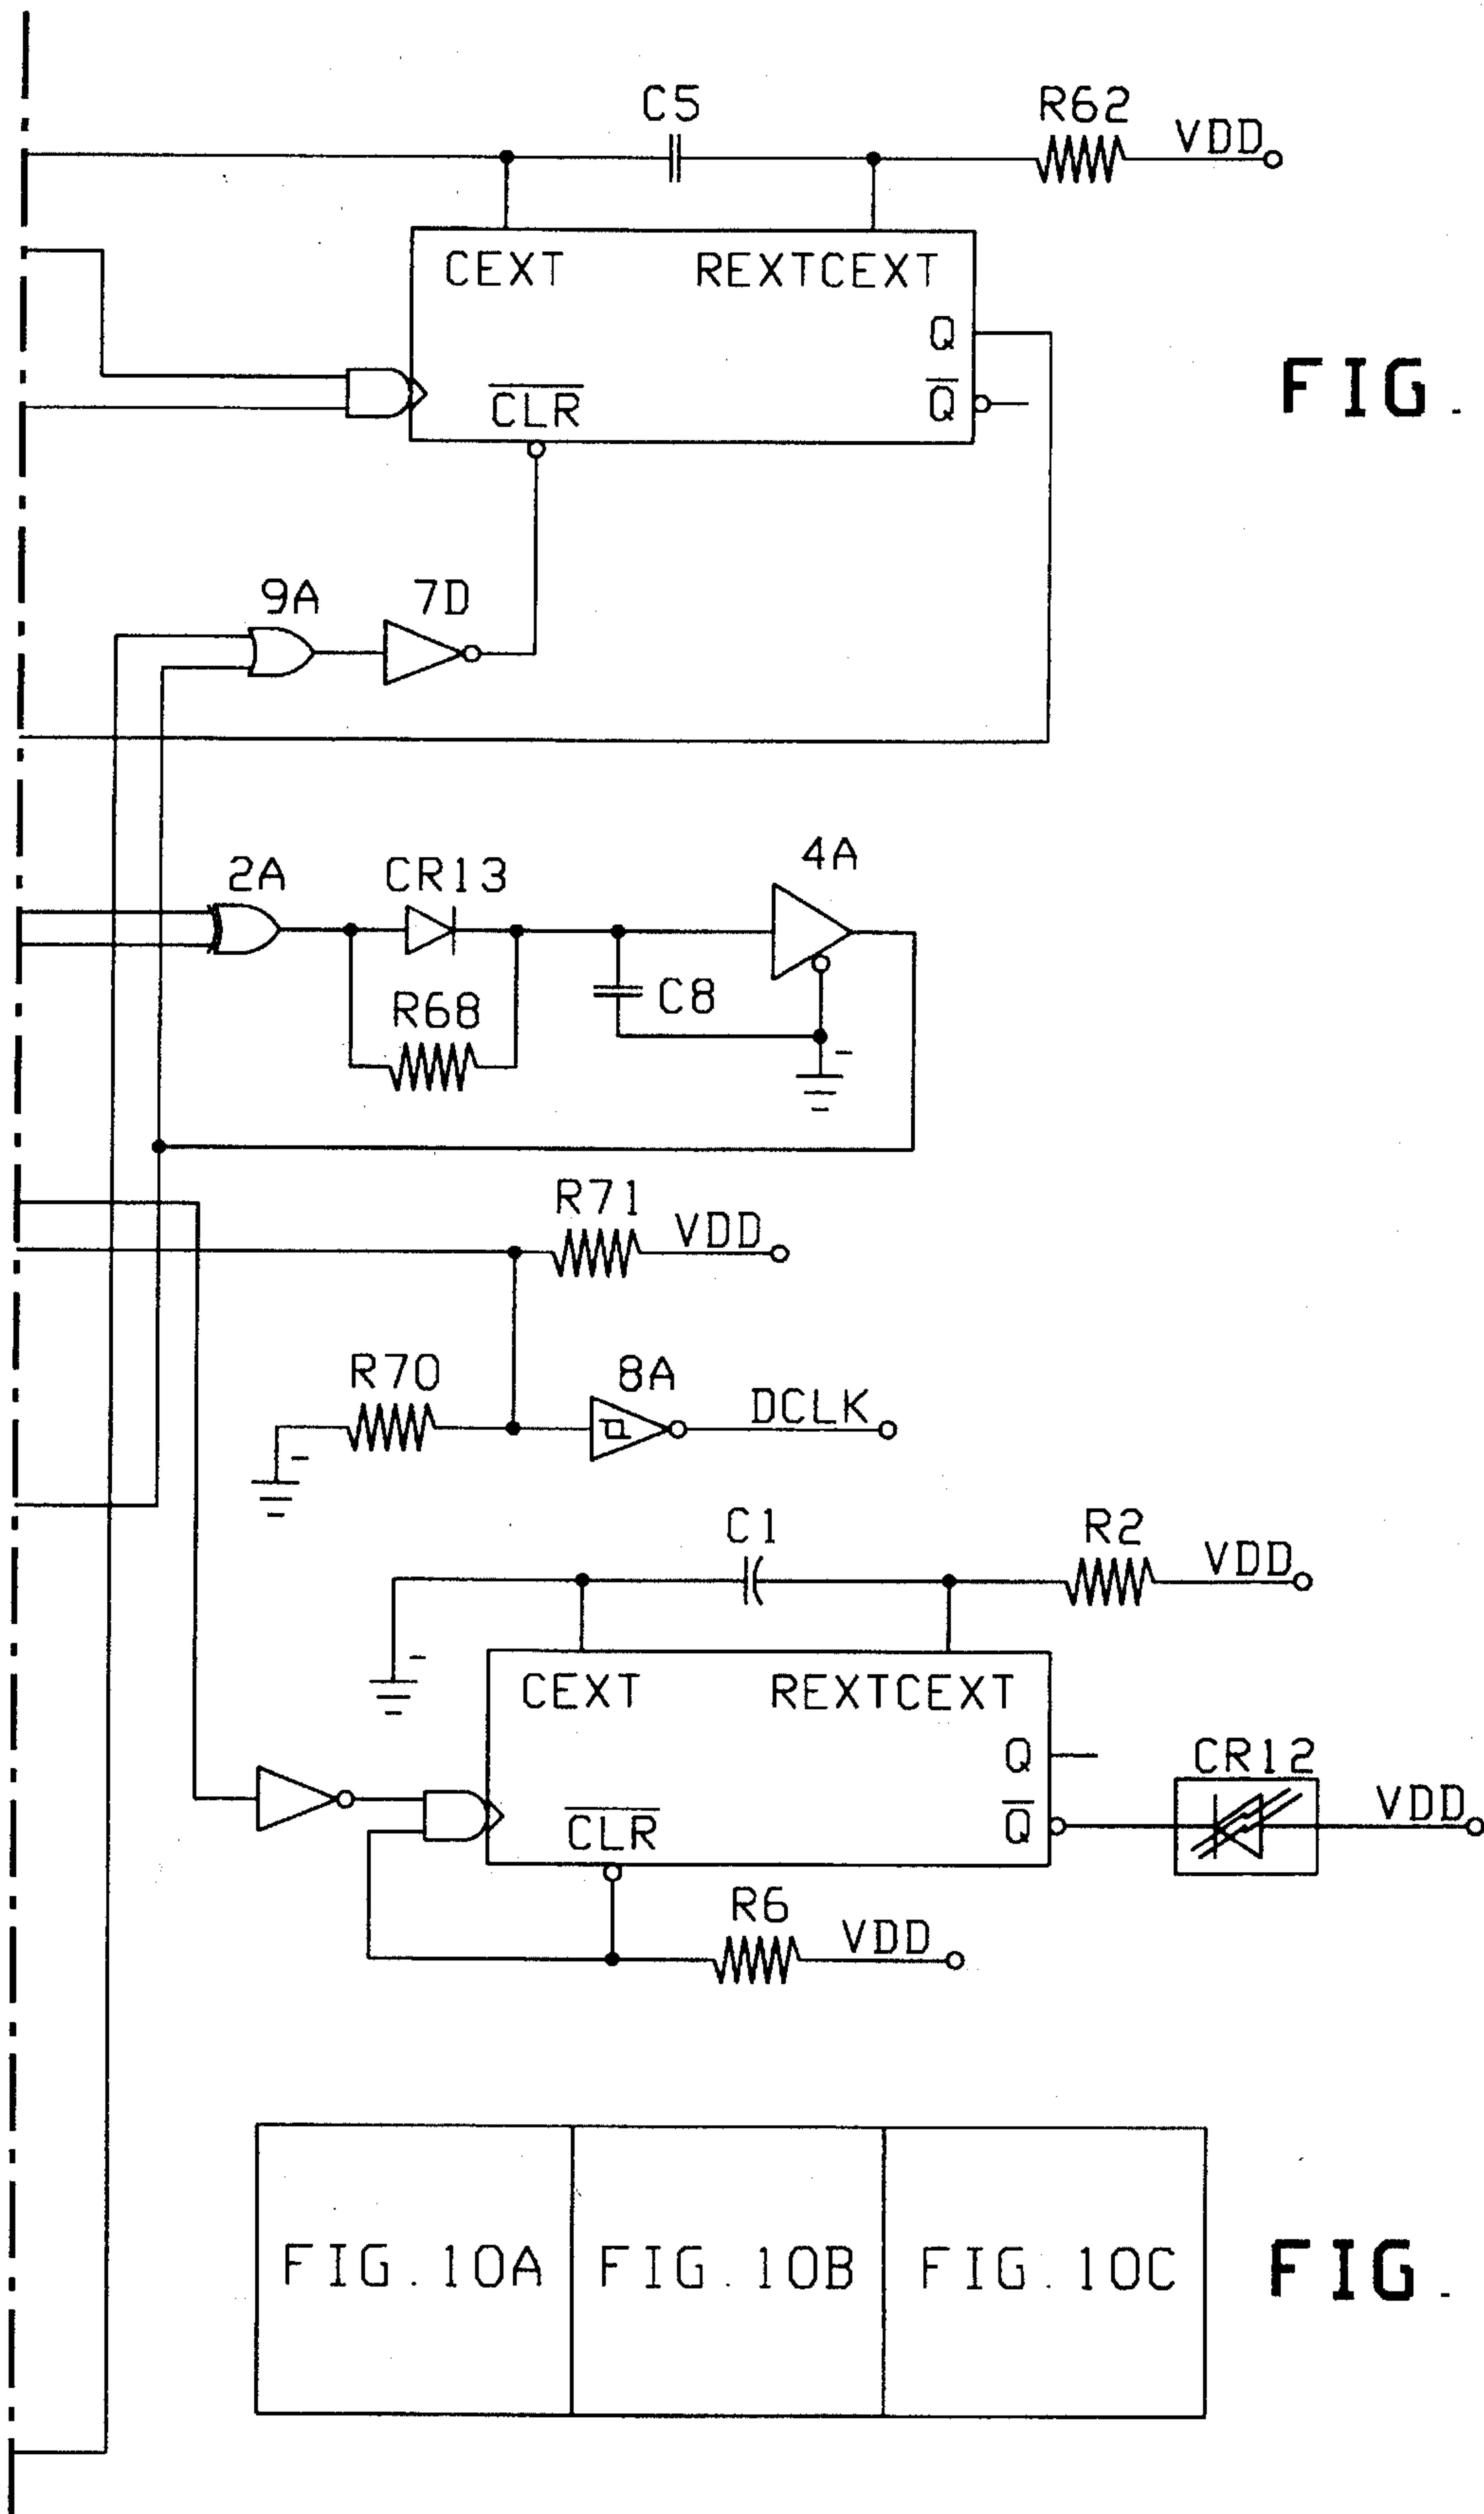 C5
R62
VDD
CEXT
REXTCEXT
Q
FIG.
CLR
Q
9A
7D
2A
CR13
4A
R68
C8
R71
VDD
R70
8A
DCLK
C1
R2
VDD
CEXT
REXTCEXT
Q
CR12
VDD
CLR
Q
R6
VDD
FIG. 10A
FIG. 10B
FIG. 10C
FIG.